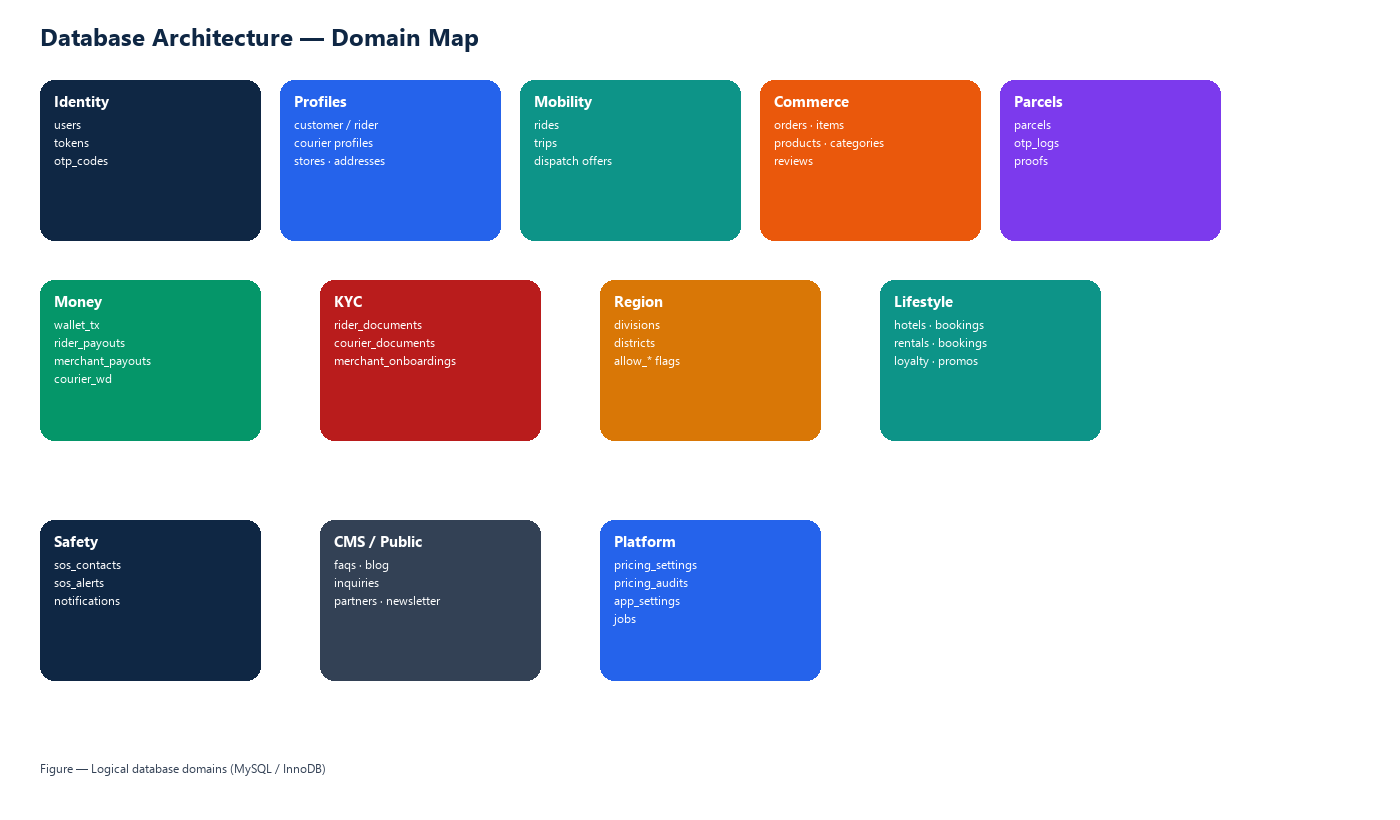 Database Architecture — Domain Map
Identity
users
tokens
otp_codes
Profiles
customer / rider
courier profiles
stores · addresses
Mobility
rides
trips
dispatch offers
Commerce
orders · items
products · categories
reviews
Parcels
parcels
otp_logs
proofs
Money
wallet_tx
rider_payouts
merchant_payouts
courier_wd
KYC
rider_documents
courier_documents
merchant_onboardings
Region
divisions
districts
allow_* flags
Lifestyle
hotels · bookings
rentals · bookings
loyalty · promos
Safety
sos_contacts
sos_alerts
notifications
CMS / Public
faqs · blog
inquiries
partners · newsletter
Platform
pricing_settings
pricing_audits
app_settings
jobs
Figure — Logical database domains (MySQL / InnoDB)